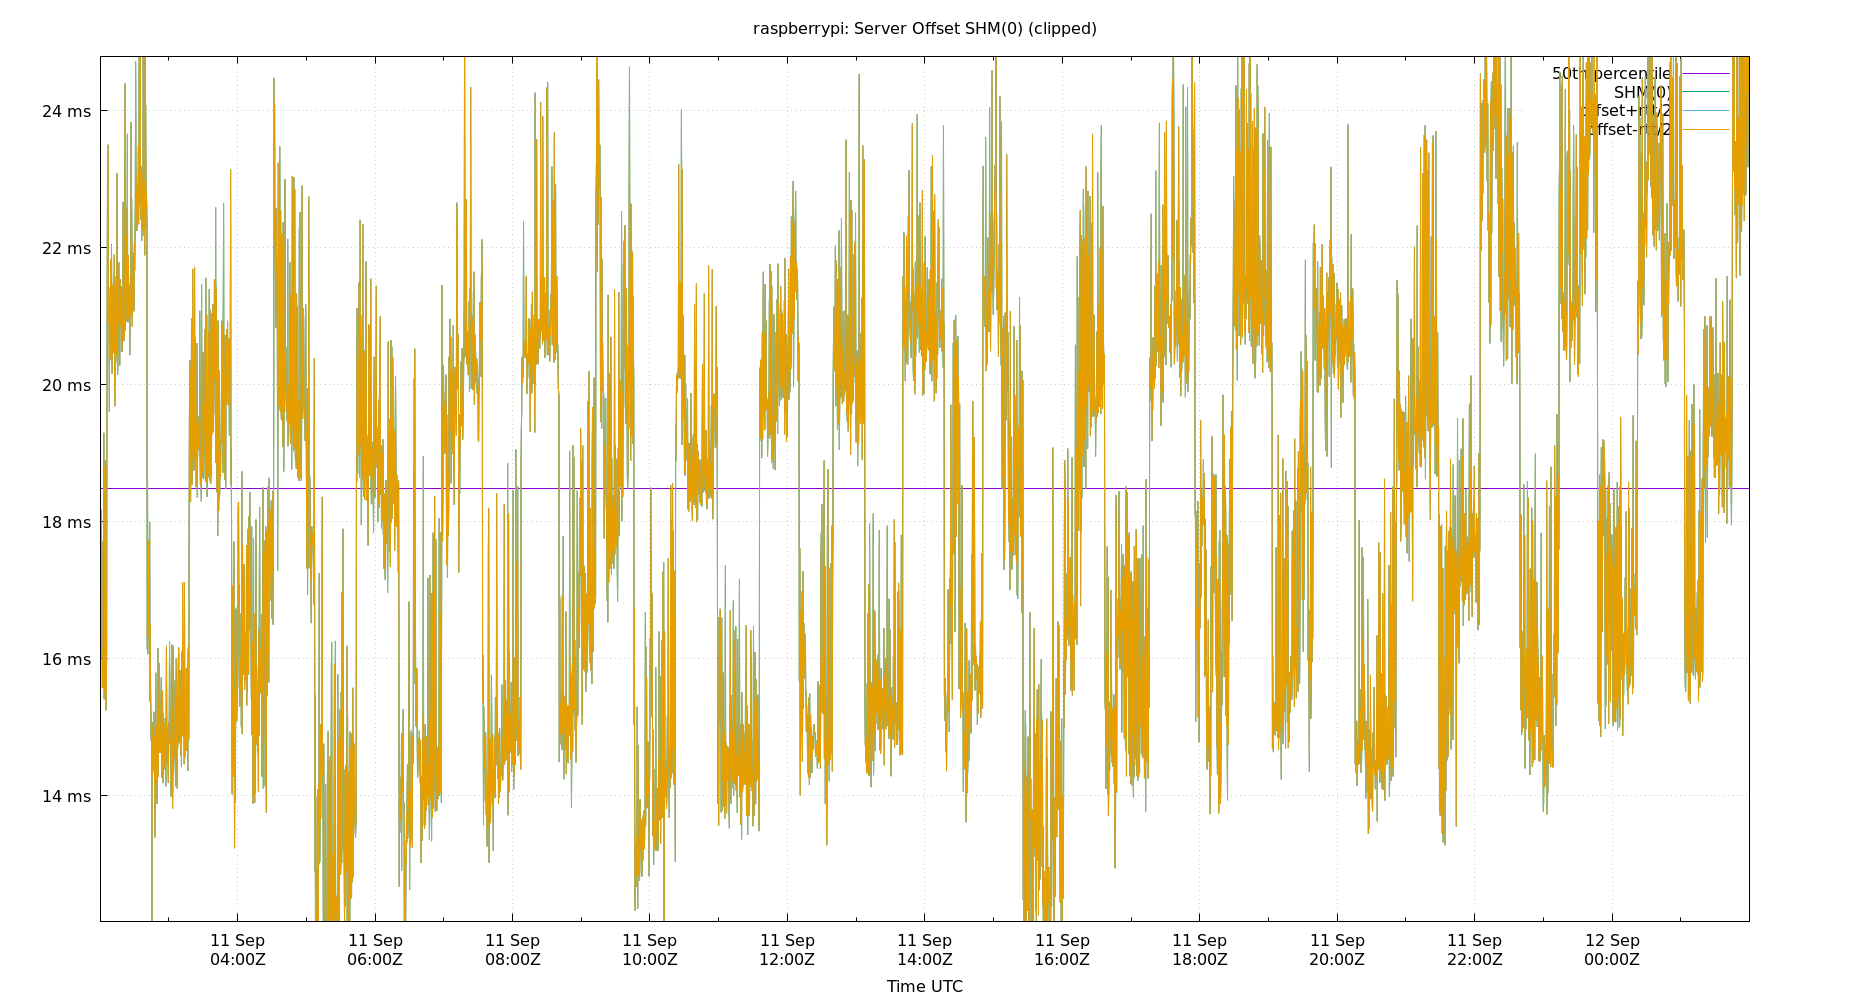 raspberrypi: Server Offset SHM(0) (clipped)
50th percentile
SHM(0)
offset+rtt/2
offset-rtt/2
24 ms
22 ms
20 ms
18 ms
16 ms
14 ms
11 Sep 11 Sep 11 Sep 11 Sep 11 Sep 11 Sep 11 Sep 11 Sep 11 Sep 11 Sep 12 Sep
04:00Z 06:00Z 08:00Z 10:00Z 12:00Z 14:00Z 16:00Z 18:00Z 20:00Z 22:00Z 00:00Z
Time UTC